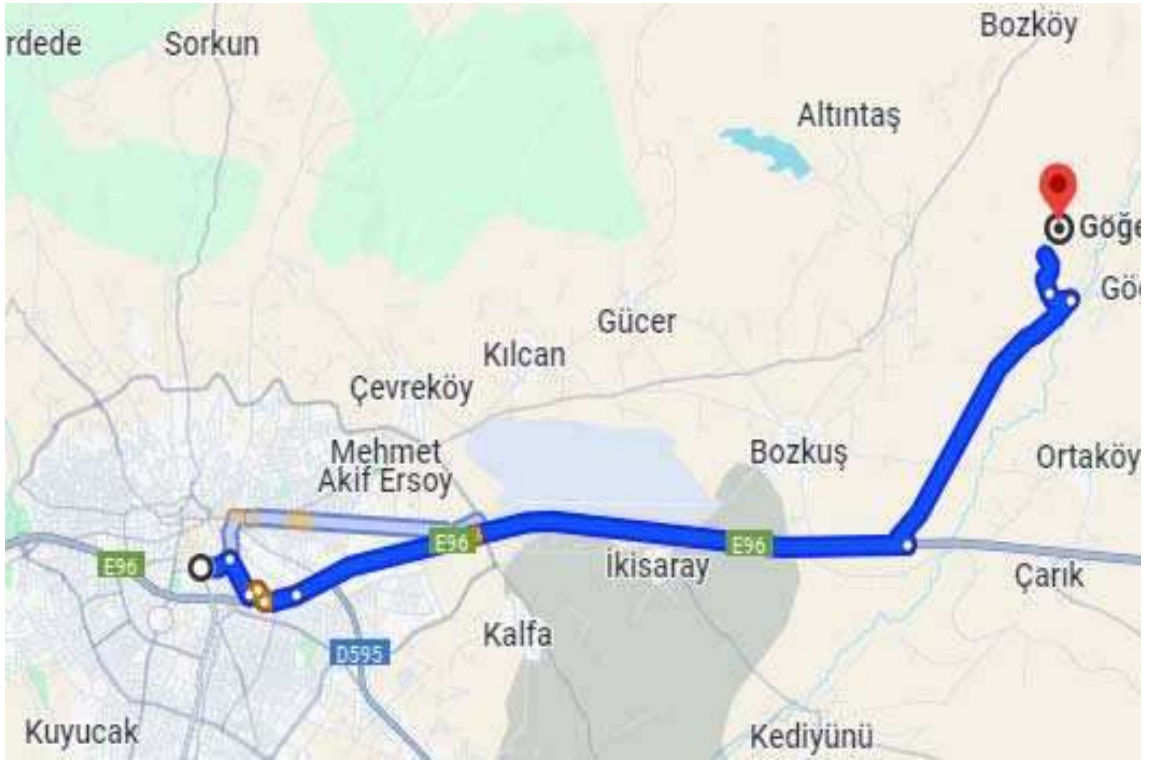 rdede
Sorkun
Bozköy
Altıntaş
Göğe
Gücer
Kılcan
Çevreköy
Mehmet
Akif Ersoy
Bozkuş
Ortaköy
E96
E96
E96
İkisaray
Çarık
Kalfa
D595
Kuyucak
Kediyünü